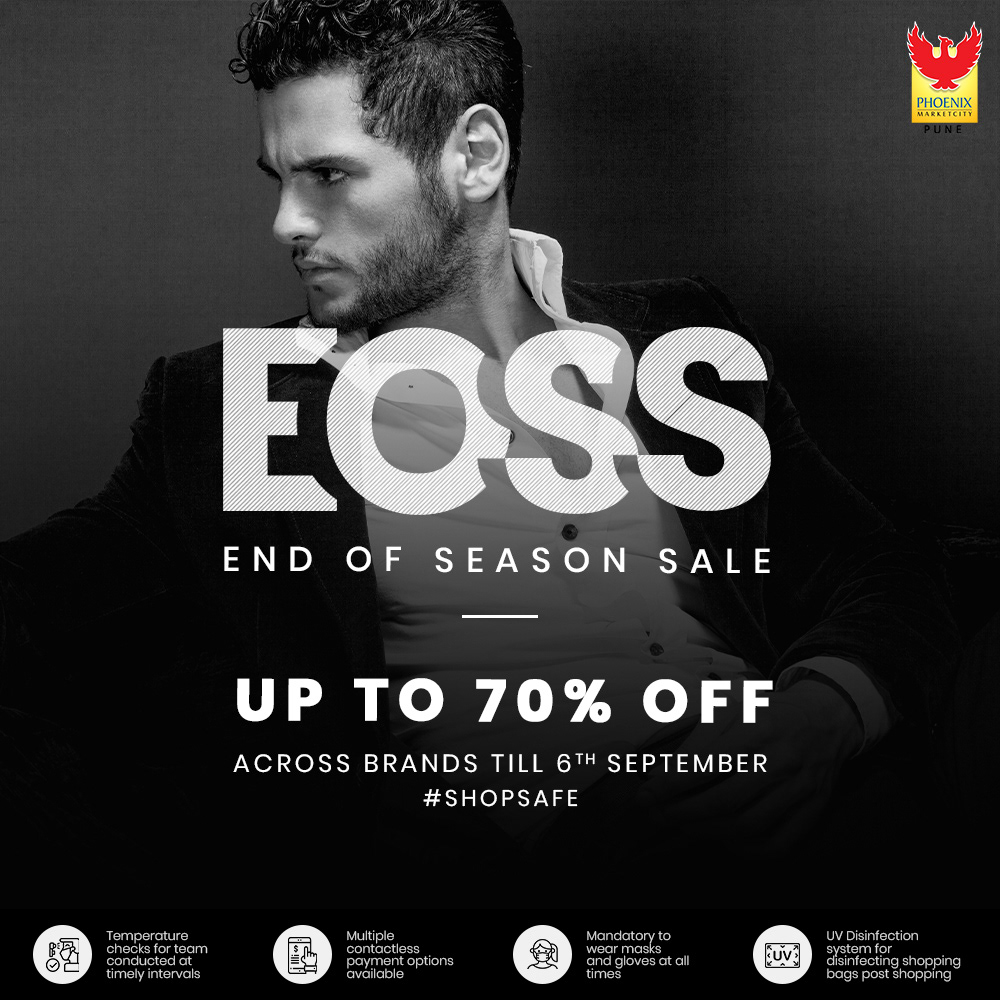 PHOENIX
MARKETCITY
PUNE
EOSS
END OF SEASON SALE
UP TO 70% OFF
ACROSS BRANDS TILL 6TH SEPTEMBER
#SHOPSAFE
Temperature
checks for team
conducted at
timely intervals
Multiple
contactless
payment options
available
Mandatory to
wear masks
and gloves at all
times
UV
UV Disinfection
system for
disinfecting shopping
bags post shopping